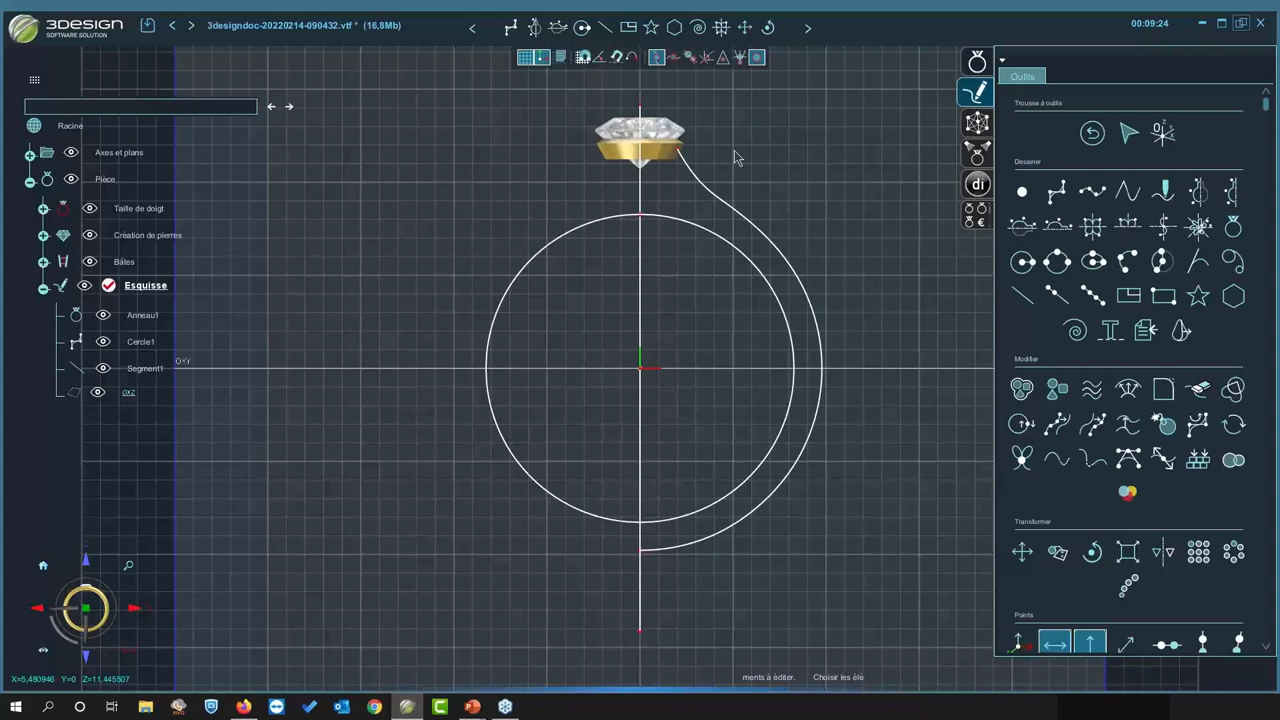 3DESIGN
SOFTWARE SOLUTION
3designdoc-20220214-090432.vtf * (16,8Mb)
00:09:24
Outils
Trousse à outils
Racine
Axes et plans
Pièce
Dessiner
Taille de doigt
Création de pierres
Bâtes
Esquisse
Anneau1
Cercle1
Segment1
OXZ
OXY
di
Modifier
Transformer
Points
X=5,480946 Y=0 Z=11,445507
ments à éditer. Choisir les élé